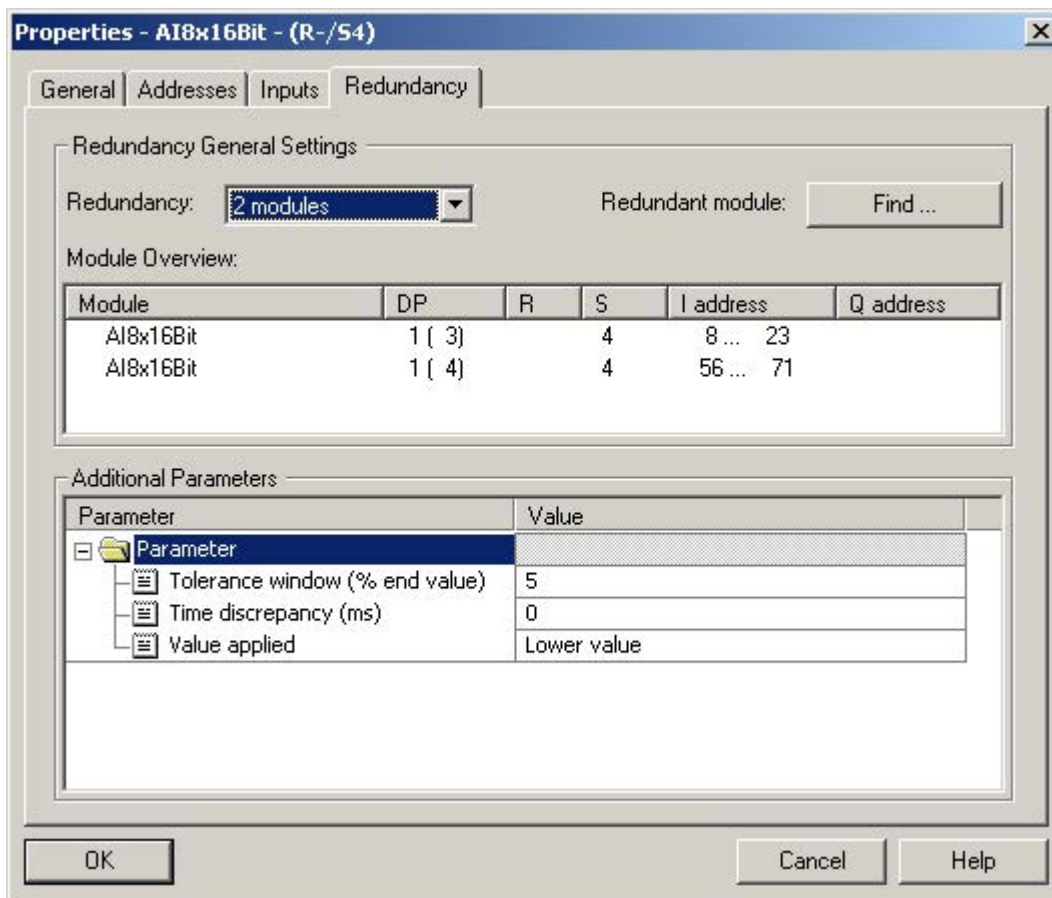 Properties - AI8x16Bit - (R-/S4)
General Addresses Inputs Redundancy
Redundancy General Settings
Redundancy: 2 modules Redundant module: Find ...
Module Overview:
Module DP R S I address Q address
AI8x16Bit 1 ( 3) 4 8 ... 23
AI8x16Bit 1 ( 4) 4 56 ... 71
Additional Parameters
Parameter Value
Parameter
Tolerance window (% end value) 5
Time discrepancy (ms) 0
Value applied Lower value
OK Cancel Help